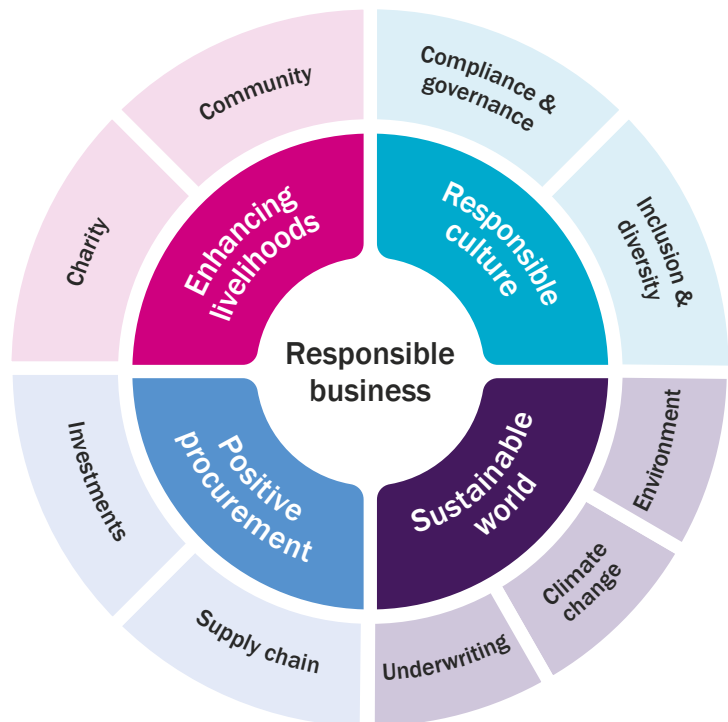 Community
Charity
Enhancing
livelihoods
Compliance &
governance
Inclusion &
diversity
Responsible
culture
Responsible
business
Investments
Supply chain
Positive
procurement
Sustainable
world
Environment
Climate
change
Underwriting